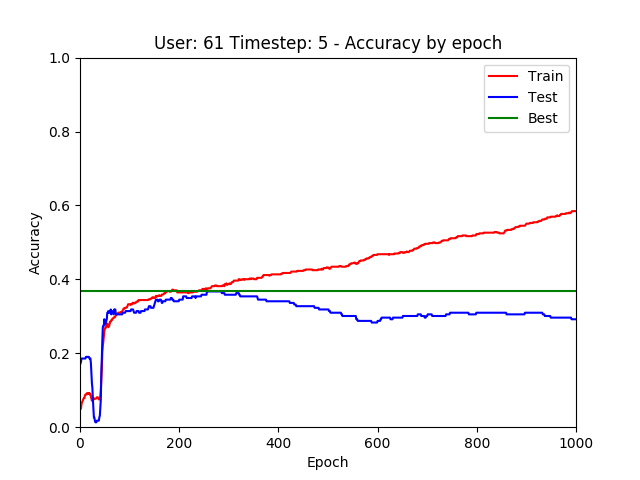 User: 61 Timestep: 5 - Accuracy by epoch
Train
Test
Best
Accuracy
1.0
0.8
0.6
0.4
0.2
0.0
0 200 400 600 800 1000
Epoch